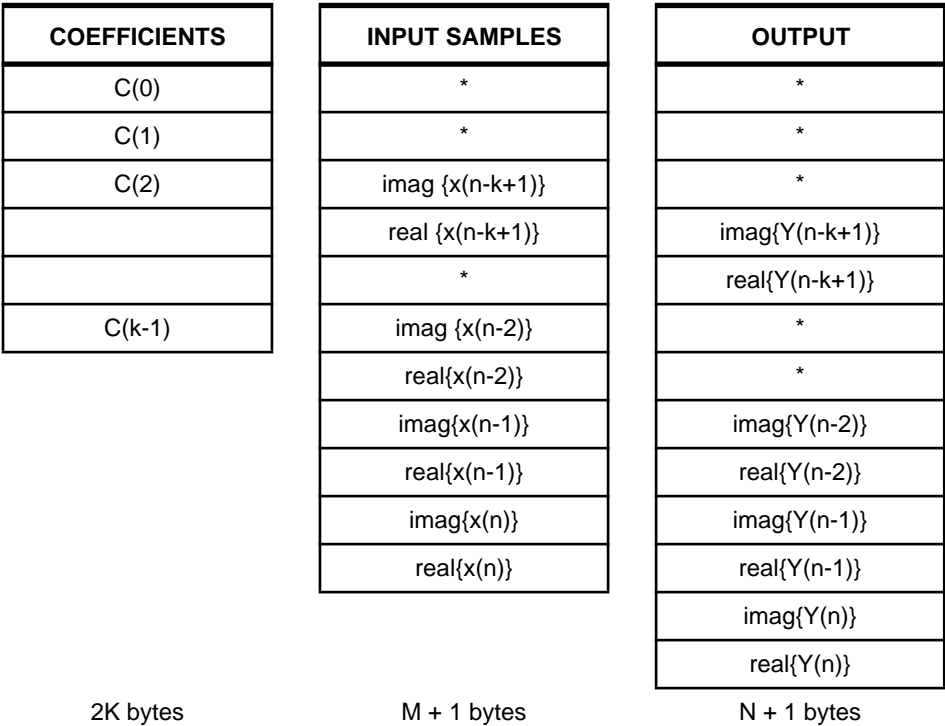 COEFFICIENTS
C(0)
C(1)
C(2)
C(k-1)
2K bytes
INPUT SAMPLES
*
*
imag {x(n-k+1)}
real {x(n-k+1)}
*
imag {x(n-2)}
real{x(n-2)}
imag{x(n-1)}
real{x(n-1)}
imag{x(n)}
real{x(n)}
M + 1 bytes
OUTPUT
*
*
*
imag{Y(n-k+1)}
real{Y(n-k+1)}
*
*
imag{Y(n-2)}
real{Y(n-2)}
imag{Y(n-1)}
real{Y(n-1)}
imag{Y(n)}
real{Y(n)}
N + 1 bytes